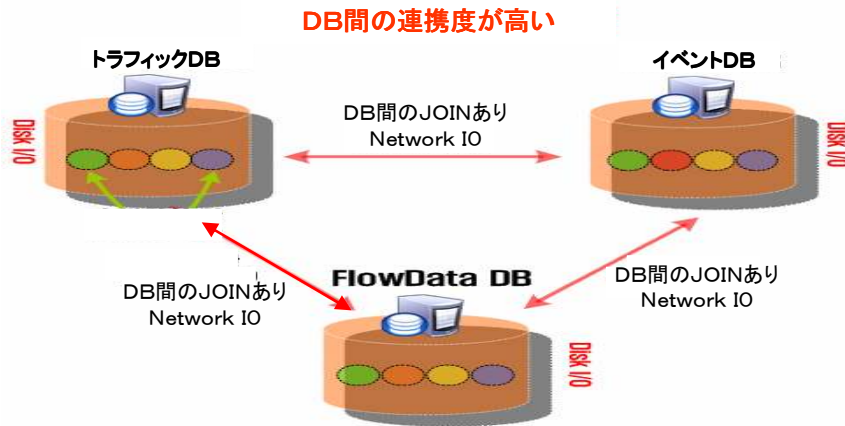 DB間の連携度が高い
トラフィックDB
イベントDB
DB間のJOINあり
Network IO
Disk I/O
Disk I/O
FlowData DB
DB間のJOINあり
Network IO
DB間のJOINあり
Network IO
Disk I/O